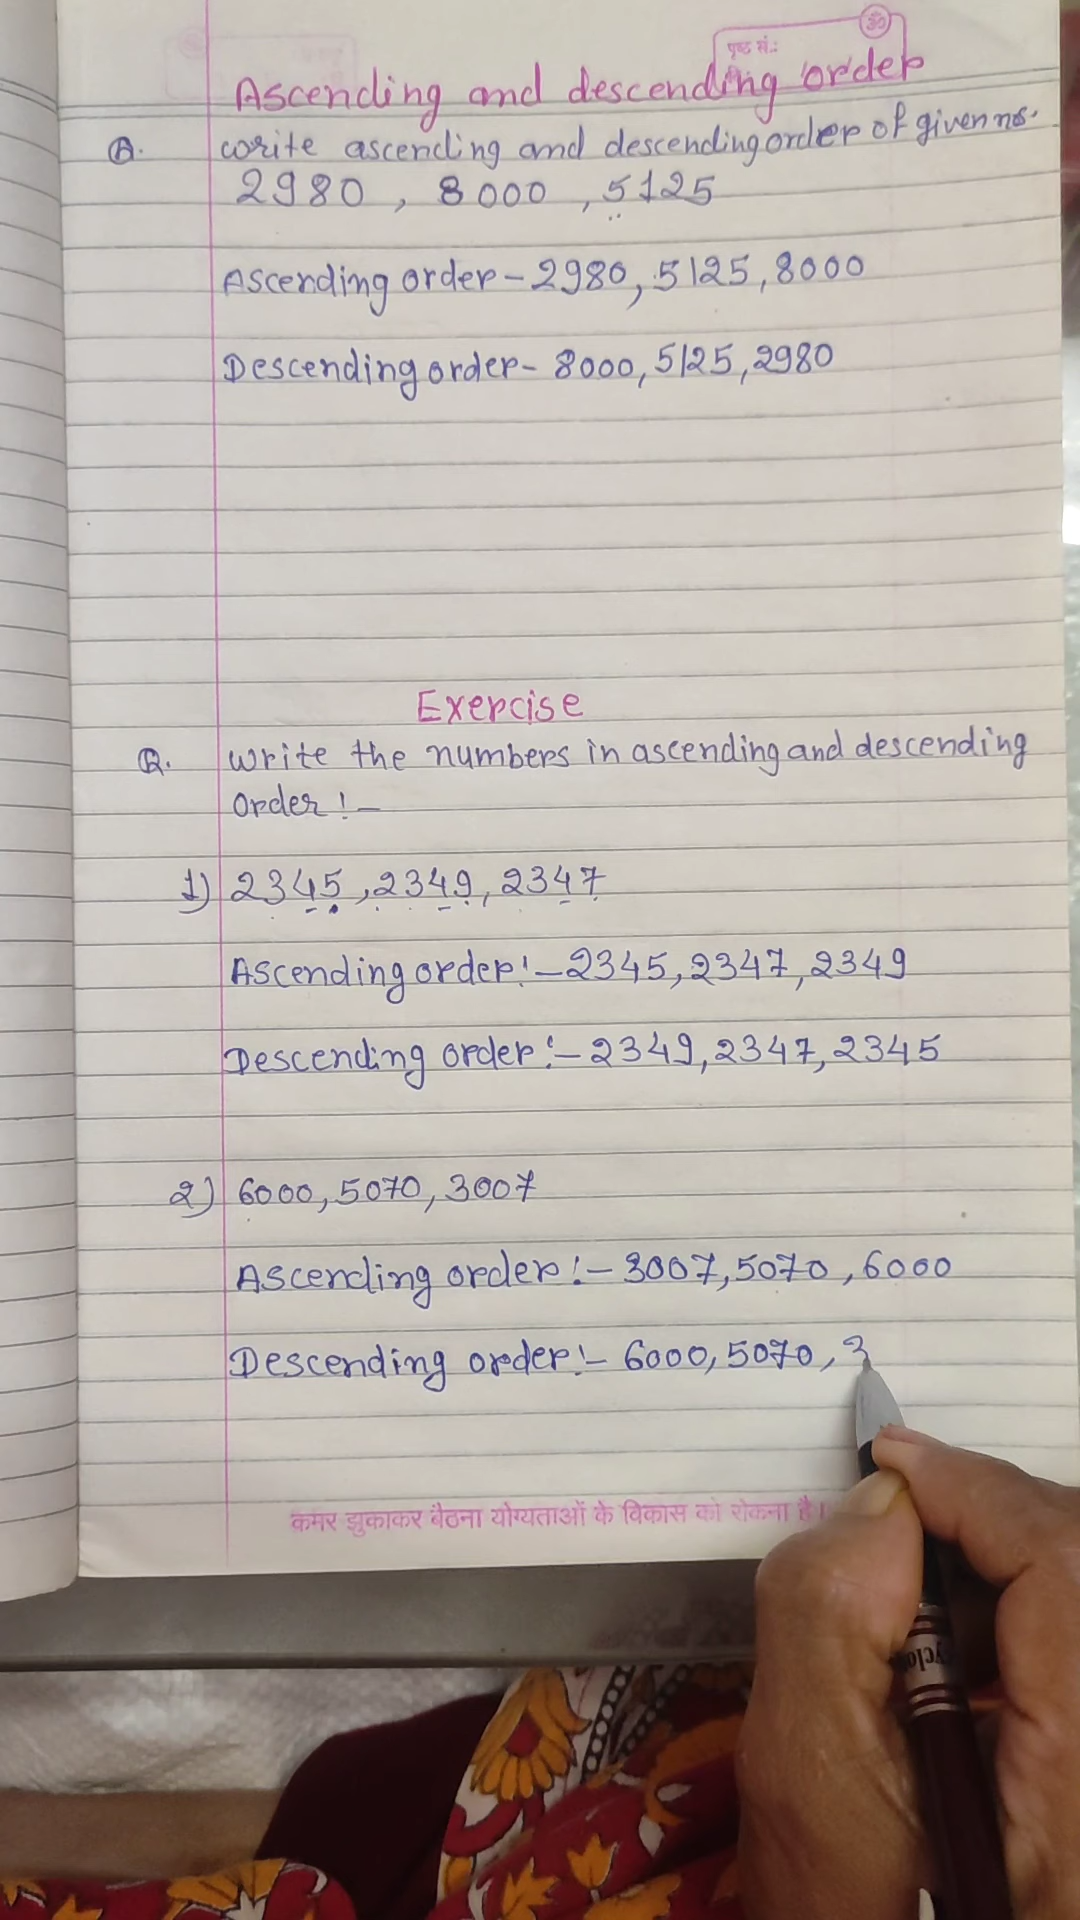 पृष्ठ सं.:
Ascending and descending order
Q. write ascending and descending order of given no.
2980, 8000, 5125
Ascending order - 2980, 5125, 8000
Descending order - 8000, 5125, 2980
Exercise
Q. Write the numbers in ascending and descending
order :-
1) 2345, 2349, 2347
Ascending order :- 2345, 2347, 2349
Descending order :- 2349, 2347, 2345
2) 6000, 5070, 3007
Ascending order :- 3007, 5070, 6000
Descending order :- 6000, 5070, 3
कमर झुकाकर बैठना योग्यताओं के विकास को रोकना है।